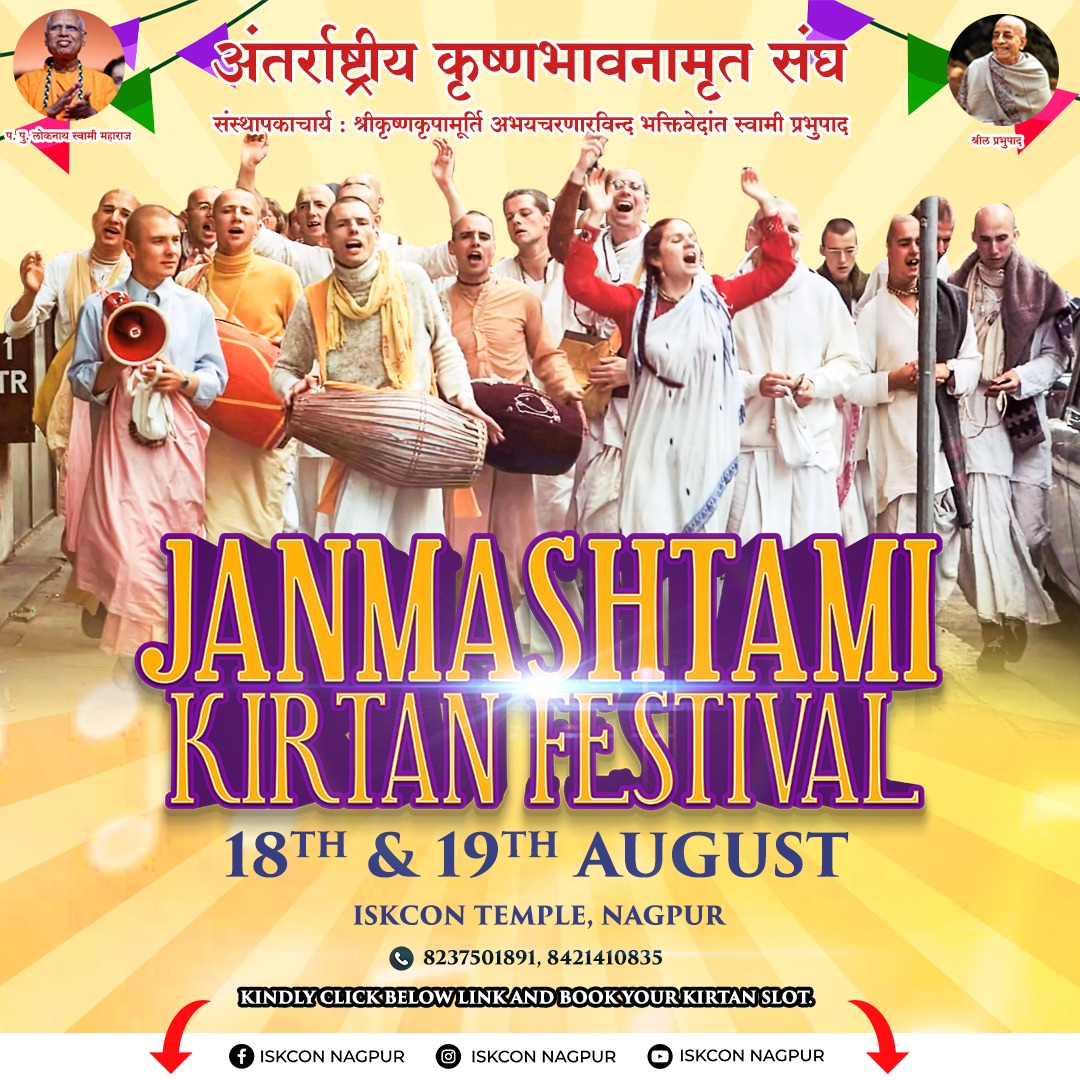 अंतर्राष्ट्रीय कृष्णभावनामृत संघ
संस्थापकाचार्य : श्रीकृष्णकृपामूर्ति अभयचरणारविन्द भक्तिवेदांत स्वामी प्रभुपाद
प. पु. लोकनाथ स्वामी महाराज
श्रील प्रभुपाद
1
TR
JANMASHTAMI
KIRTAN FESTIVAL
18TH & 19TH AUGUST
ISKCON TEMPLE, NAGPUR
8237501891, 8421410835
KINDLY CLICK BELOW LINK AND BOOK YOUR KIRTAN SLOT.
ISKCON NAGPUR ISKCON NAGPUR ISKCON NAGPUR